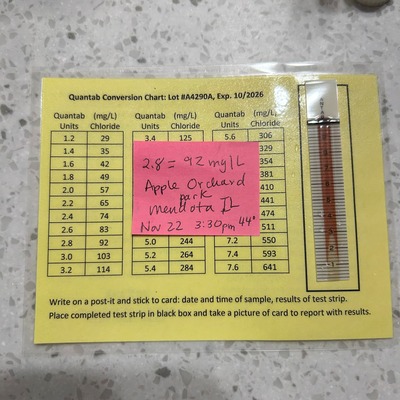 Quantab Conversion Chart: Lot #A4290A, Exp. 10/2026
Quantab (mg/L) Quantab (mg/L) Quantab (mg/L)
Units Chloride Units Chloride Units Chloride
1.2 29 3.4 125 5.6 306
1.4 35 329
1.6 42 354
1.8 49 381
2.0 57 410
2.2 65 441
2.4 74 474
2.6 83 511
2.8 92 5.0 244 7.2 550
3.0 103 5.2 264 7.4 593
3.2 114 5.4 284 7.6 641
2.8 = 92 mg/L
Apple Orchard
park
Mendota IL
Nov 22 3:30pm 44°
Write on a post-it and stick to card: date and time of sample, results of test strip.
Place completed test strip in black box and take a picture of card to report with results.